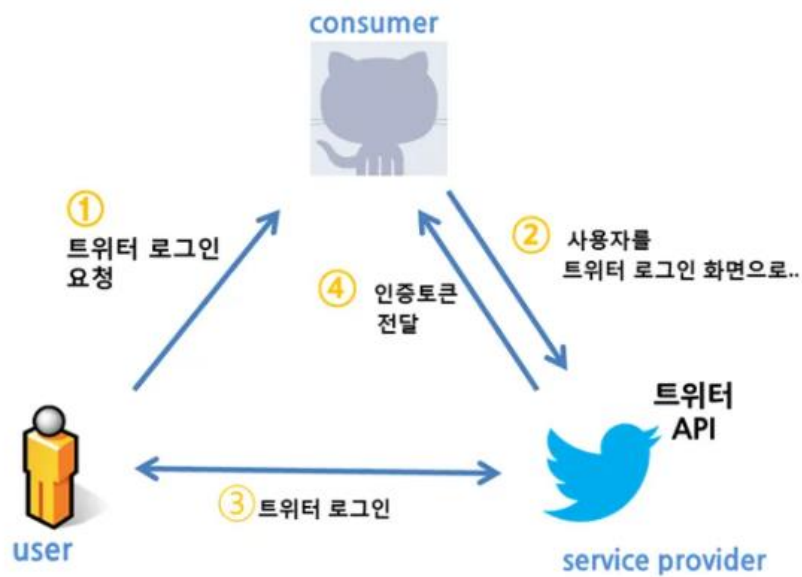 consumer
①
트위터 로그인
요청
② 사용자를
트위터 로그인 화면으로..
④ 인증토큰
전달
트위터
API
③ 트위터 로그인
user
service provider